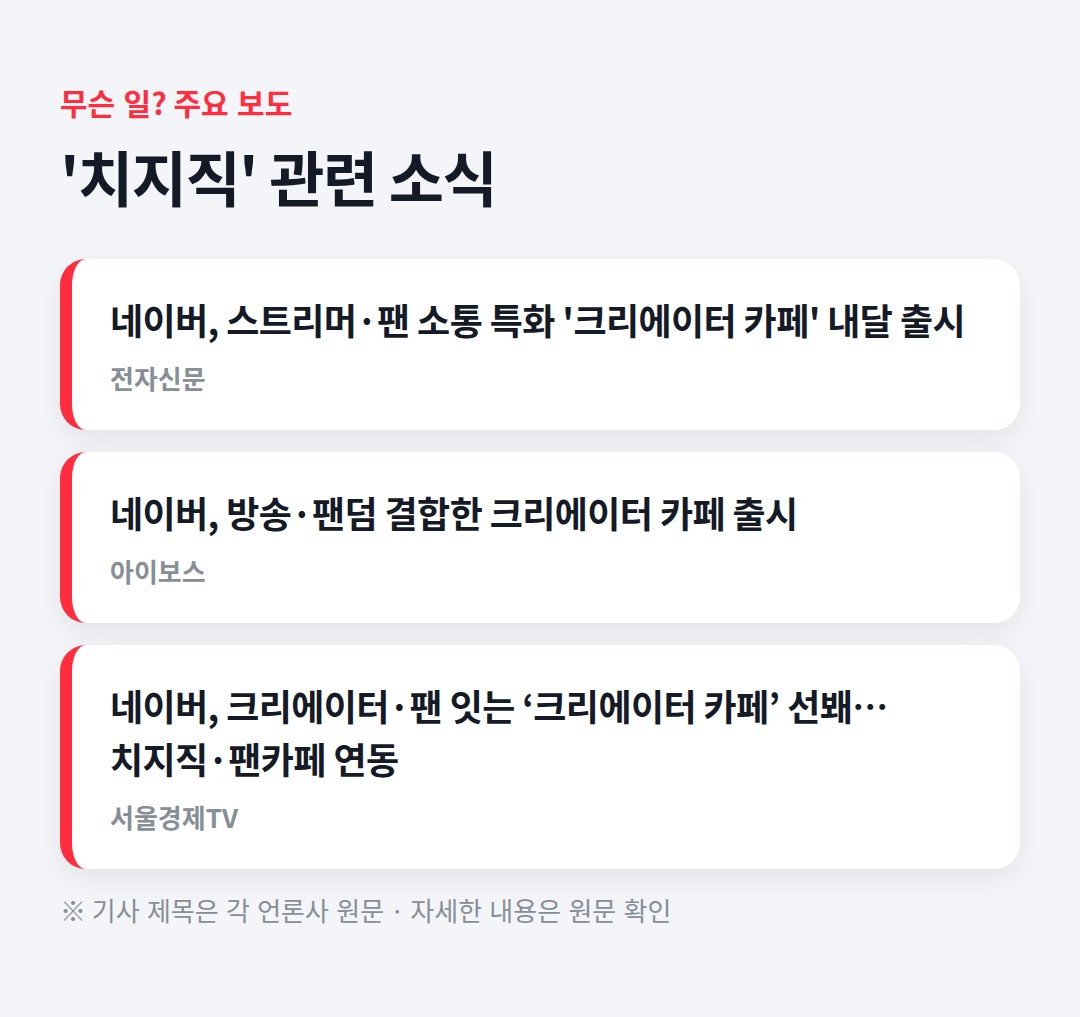 무슨 일? 주요 보도
'치지직' 관련 소식
네이버, 스트리머·팬 소통 특화 '크리에이터 카페' 내달 출시
전자신문
네이버, 방송·팬덤 결합한 크리에이터 카페 출시
아이보스
네이버, 크리에이터·팬 잇는 ‘크리에이터 카페’ 선봬…
치지직·팬카페 연동
서울경제TV
※ 기사 제목은 각 언론사 원문 · 자세한 내용은 원문 확인